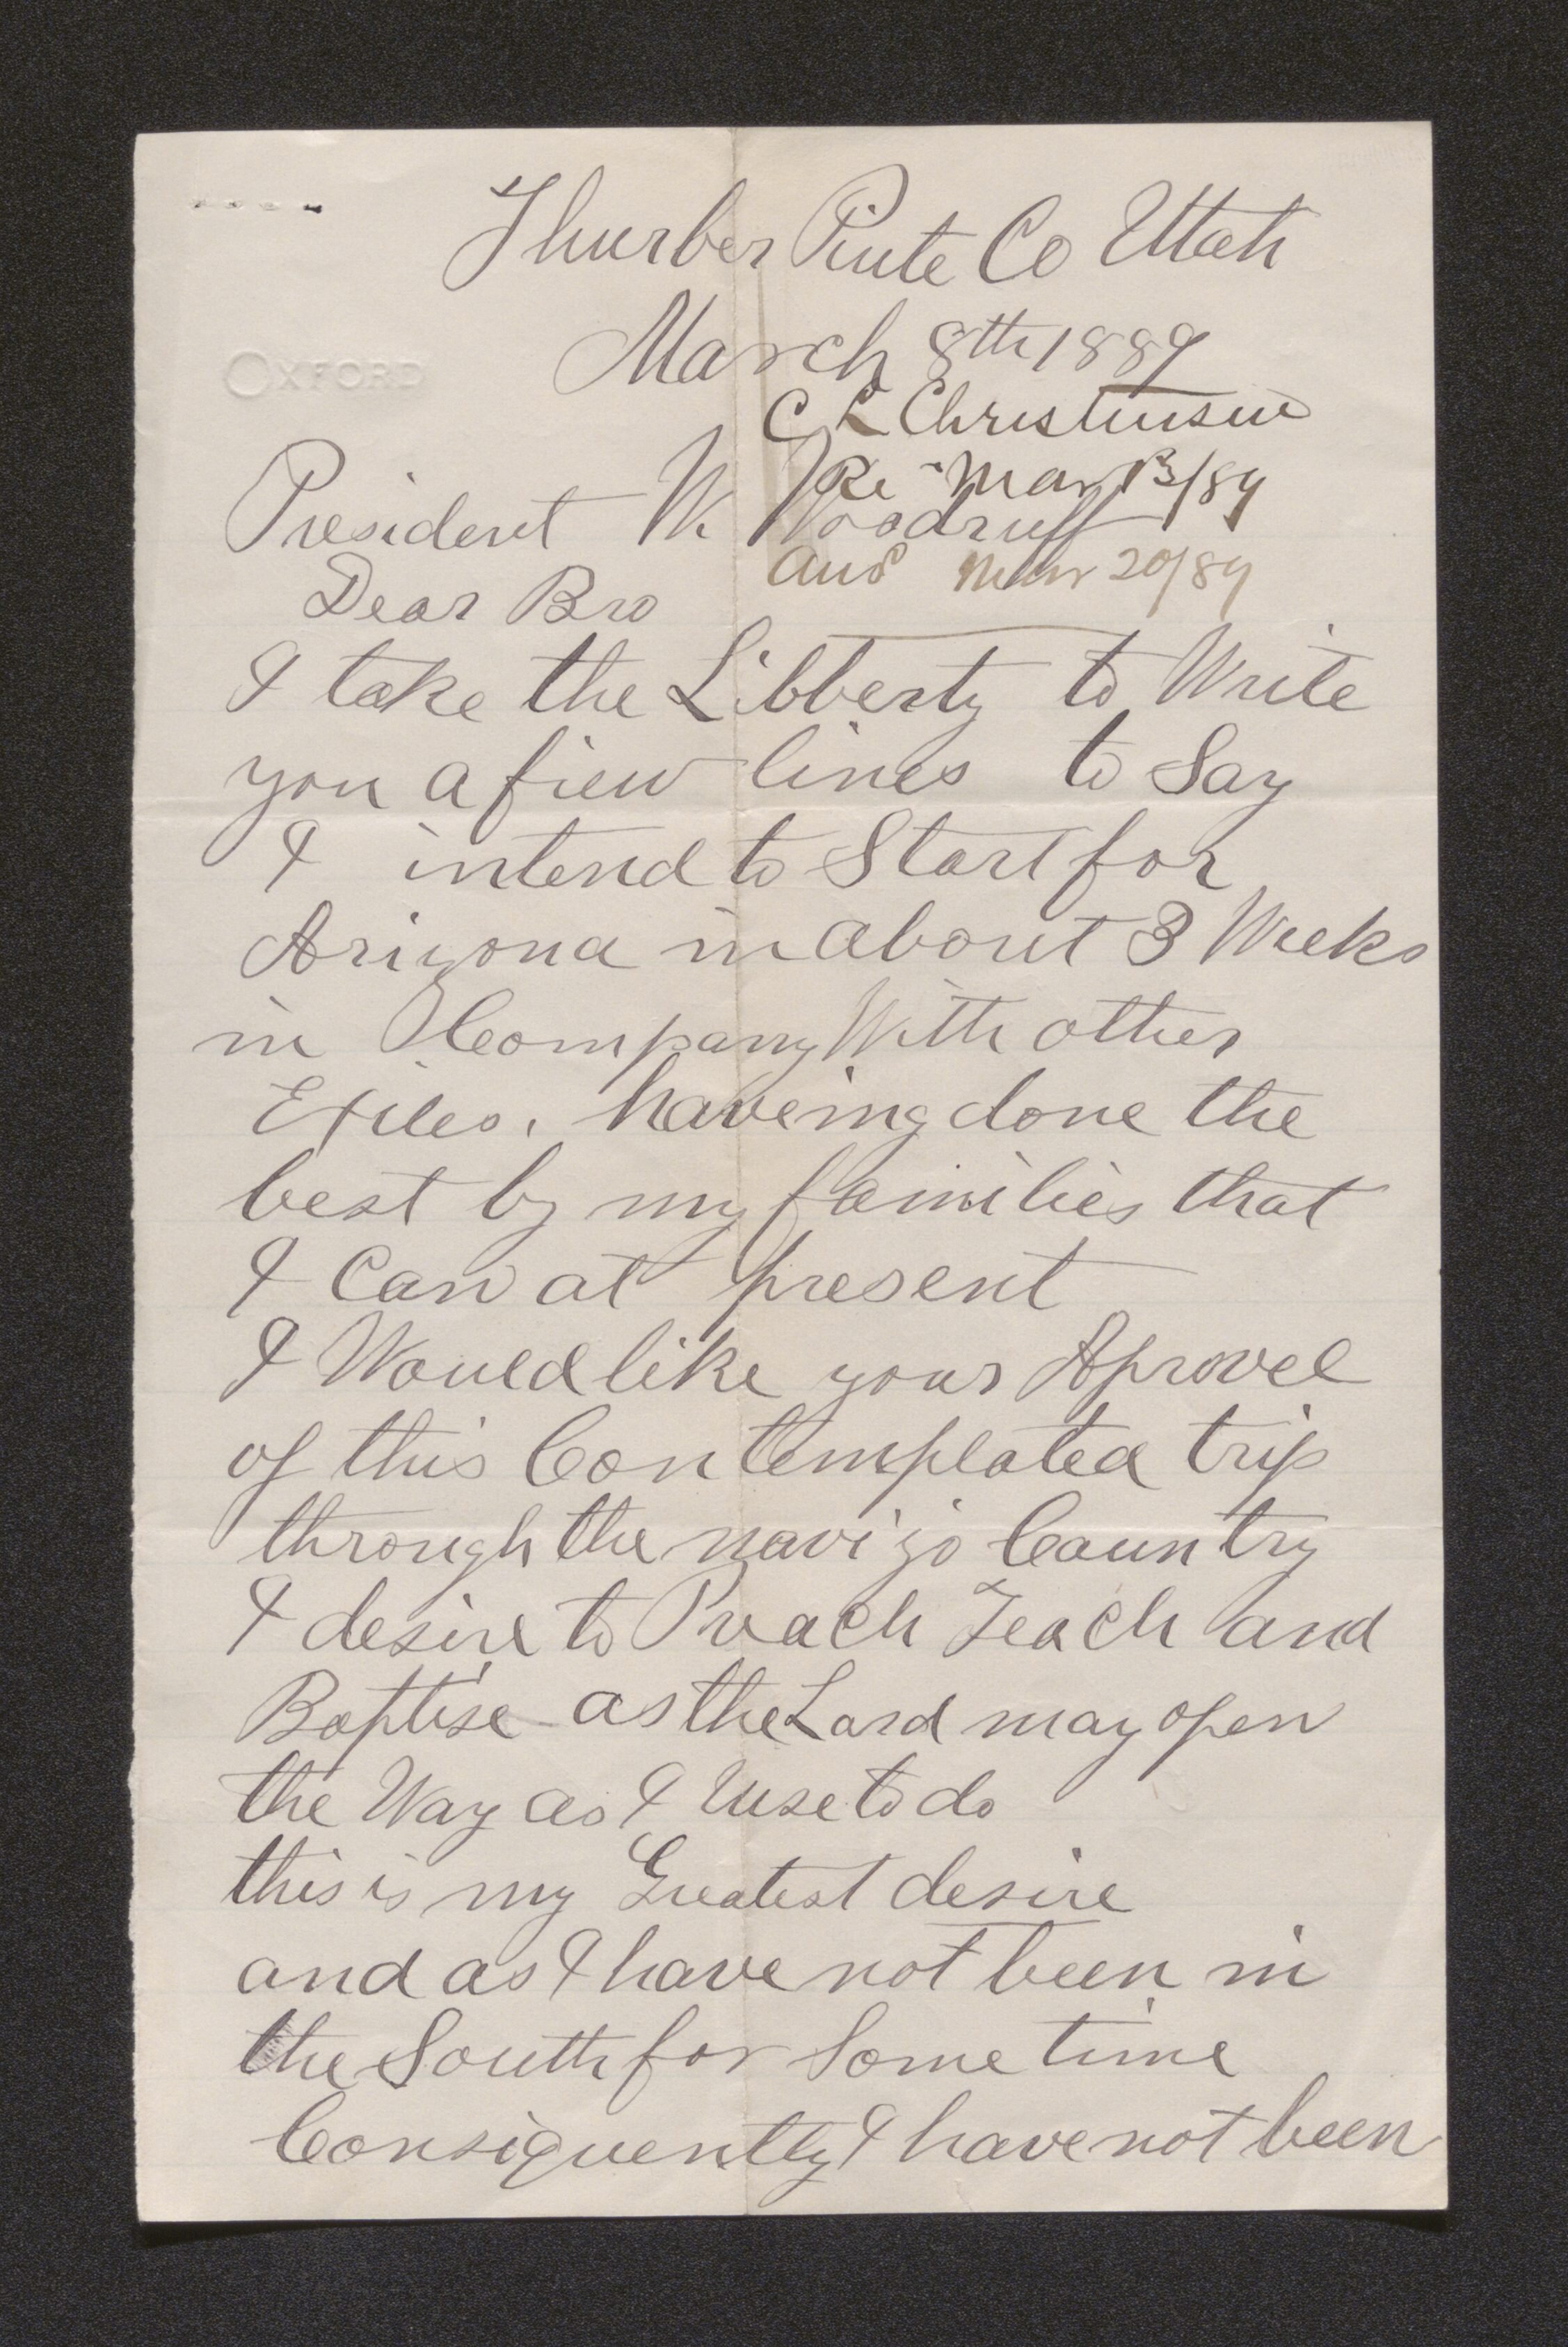 Thurber Piute Co Utah
March 8th 1889
OXFORD
C L Christensen
Re Mar 13/89
President W Woodruff
Ans Mar 20/89
Dear Bro
I take the Libberty to Write
you a fiew lines to Say
I intend to Start for
Arizona in about 3 Weeks
in Company With other
Exiles. haveing done the
best by my families that
I Can at present
I Would like your Aprovel
of this Contemplated trip
through the navijo Country
I desire to Preach Teach and
Baptise as the Lord may open
the Way as I Use to do
this is my Greatest desire
and as I have not been in
the South for Some time
Consiquently I have not been